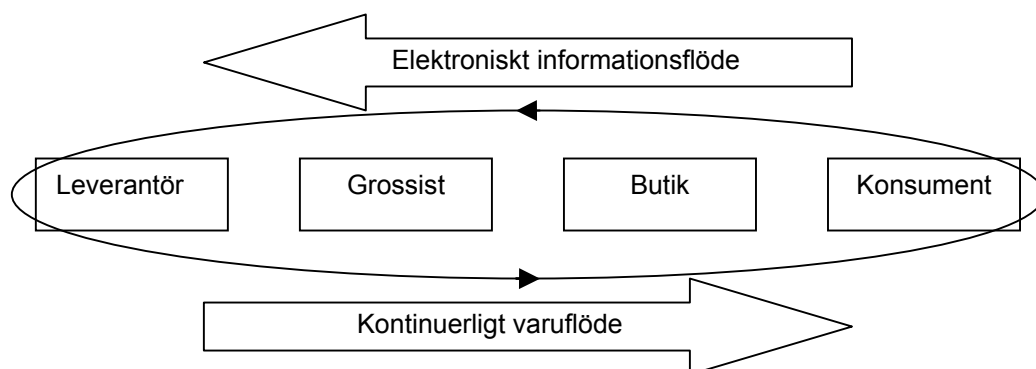 Elektroniskt informationsflöde
Leverantör
Grossist
Butik
Konsument
Kontinuerligt varuflöde